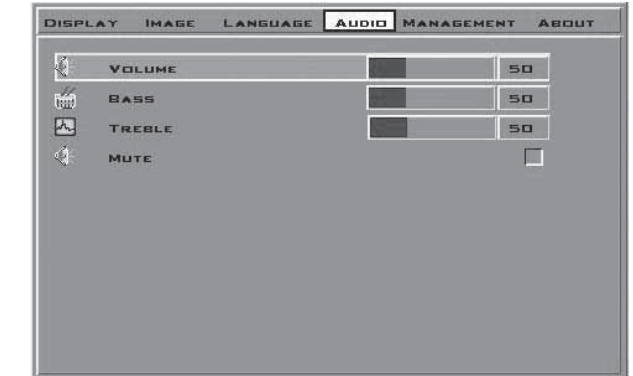 DISPLAY IMAGE LANGUAGE AUDIO MANAGEMENT ABOUT
VOLUME 50
BASS 50
TREBLE 50
MUTE